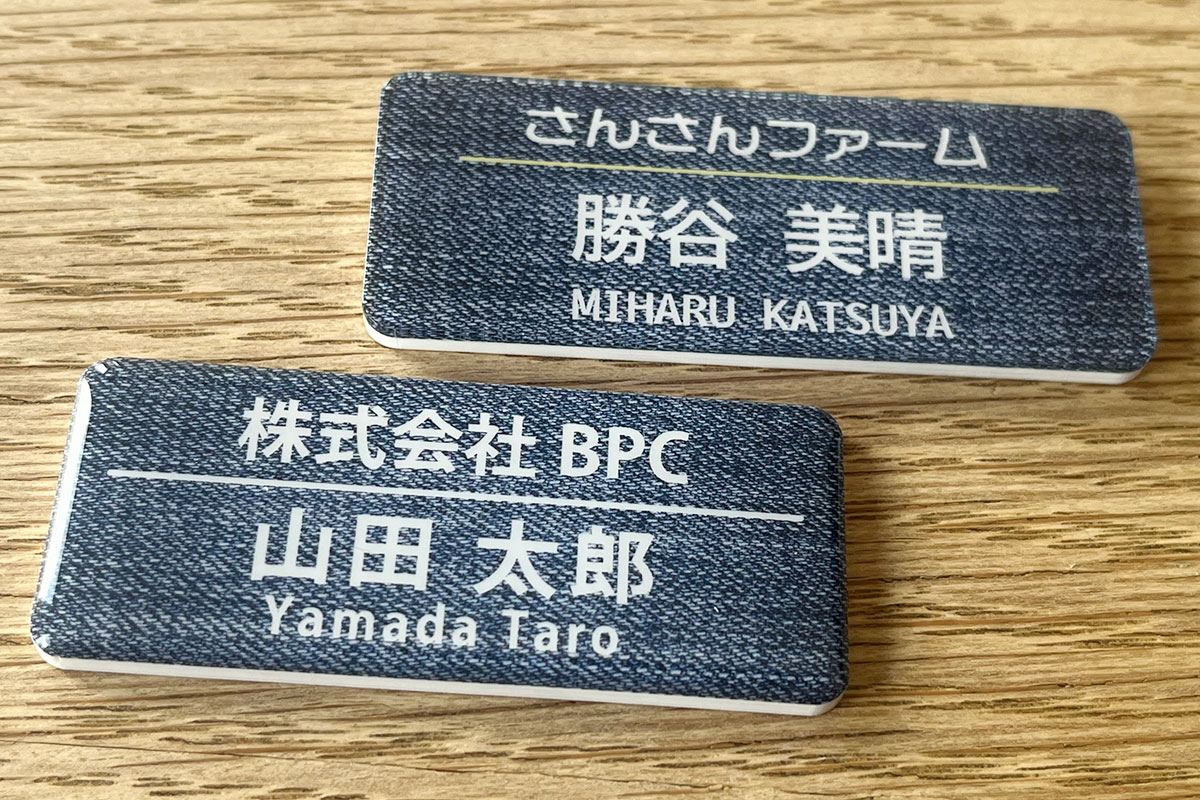 さんさんファーム
勝谷 美晴
MIHARU KATSUYA
株式会社 BPC
山田 太郎
Yamada Taro